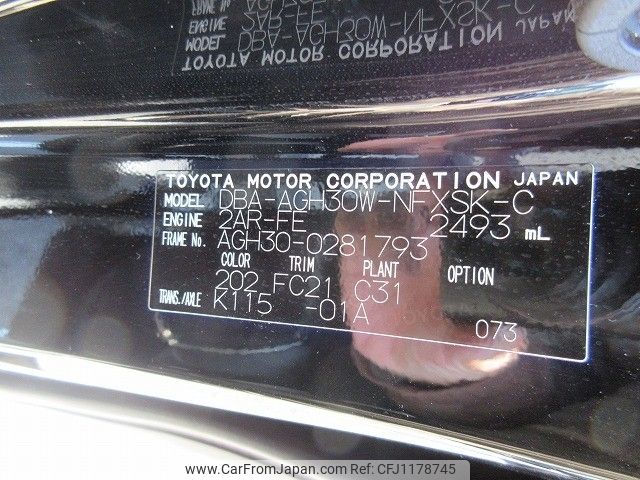 TOYOTA MOTOR CORPORATION JAPAN
MODEL DBA-AGH30W-NFXSK-C
ENGINE 2AR-FE 2493 mL
FRAME No. AGH30-0281793
COLOR TRIM PLANT OPTION
202 FC21 C31
TRANS./AXLE K115 -01A
073
www.CarFromJapan.com REF:CFJ1178745